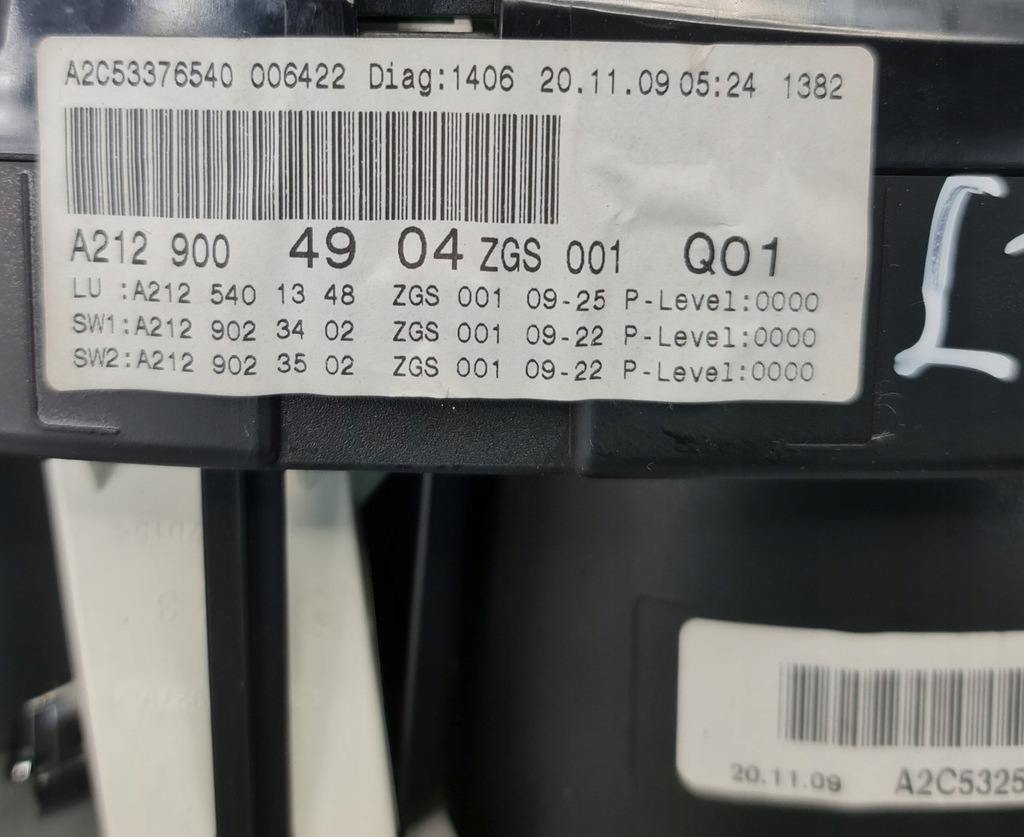 A2C53376540 006422 Diag:1406 20.11.09 05:24 1382
A212 900 49 04 ZGS 001 Q01
LU :A212 540 13 48 ZGS 001 09-25 P-Level:0000
SW1:A212 902 34 02 ZGS 001 09-22 P-Level:0000
SW2:A212 902 35 02 ZGS 001 09-22 P-Level:0000
20.11.09 A2C5325